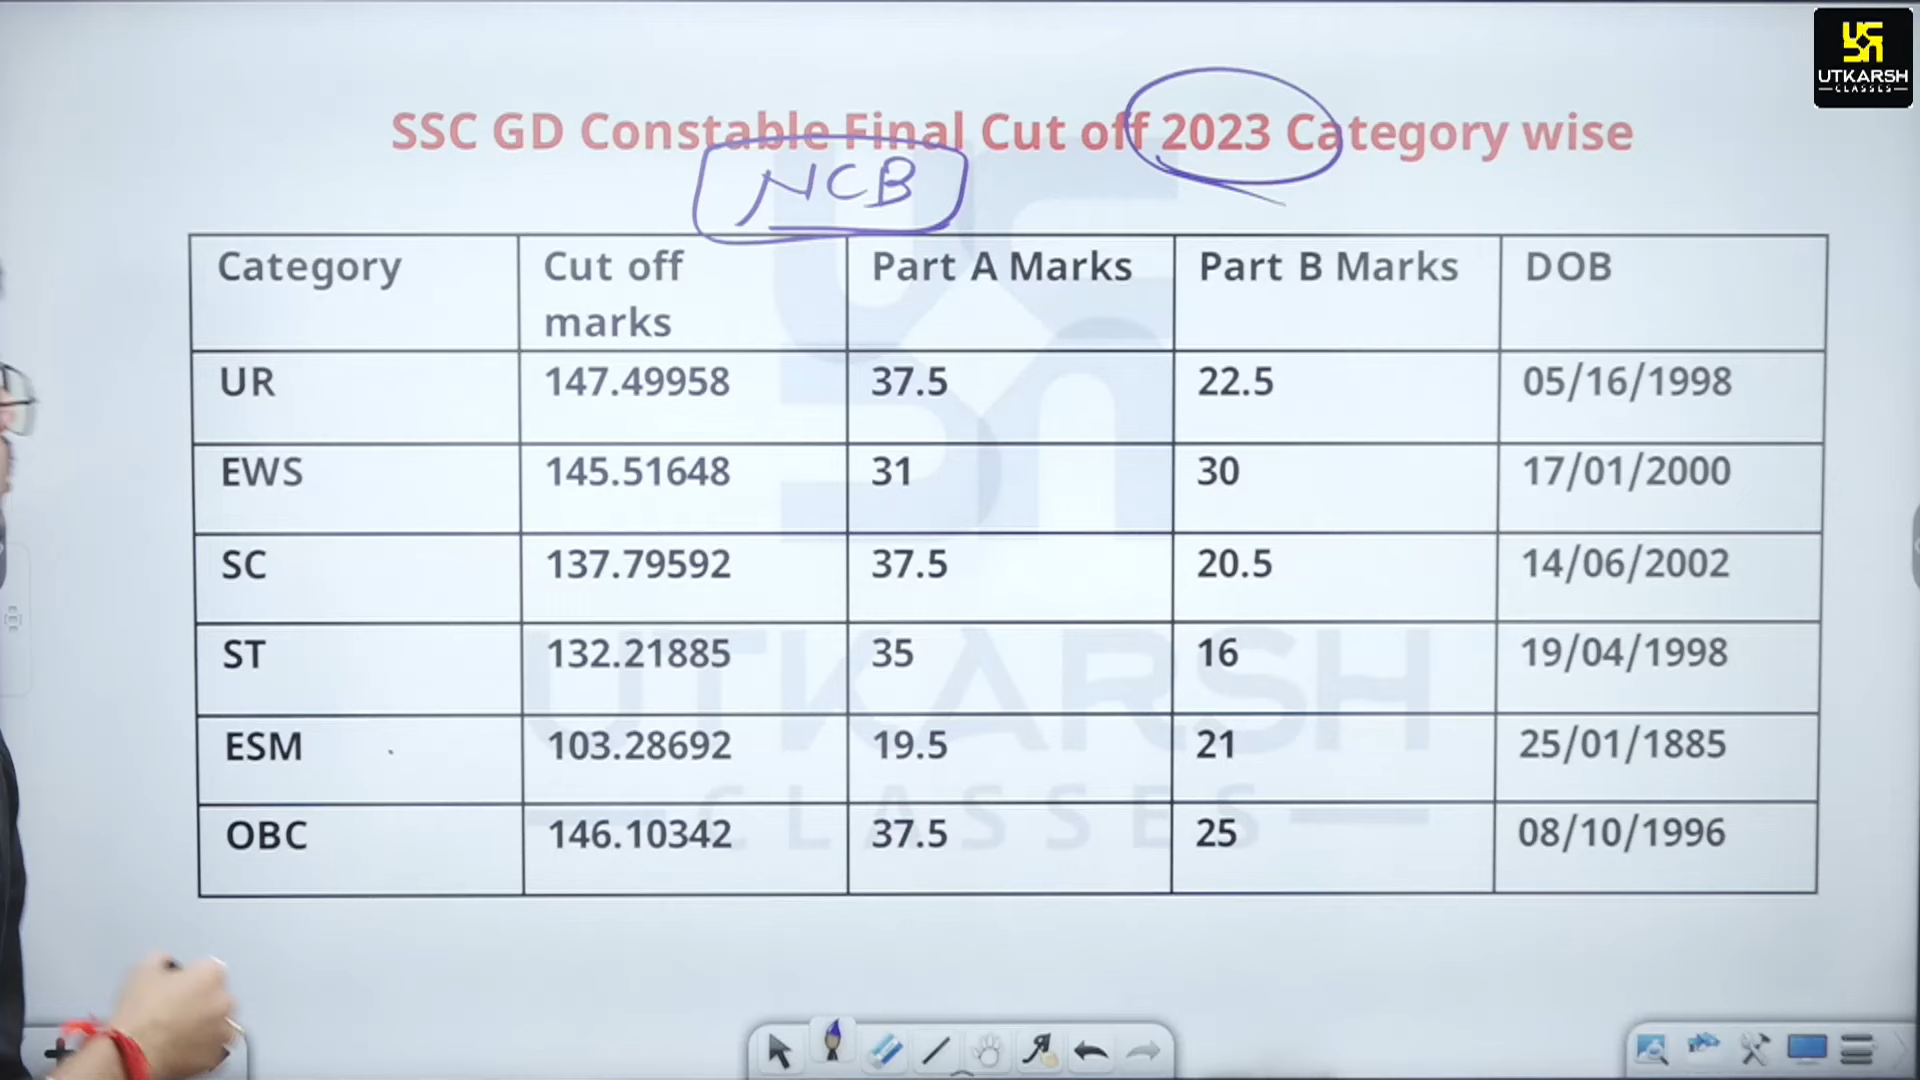 UTKARSH
CLASSES
SSC GD Constable Final Cut off 2023 Category wise
NCB
Category Cut off marks Part A Marks Part B Marks DOB
UR 147.49958 37.5 22.5 05/16/1998
EWS 145.51648 31 30 17/01/2000
SC 137.79592 37.5 20.5 14/06/2002
ST 132.21885 35 16 19/04/1998
ESM 103.28692 19.5 21 25/01/1885
OBC 146.10342 37.5 25 08/10/1996
UTKARSH
CLASSES